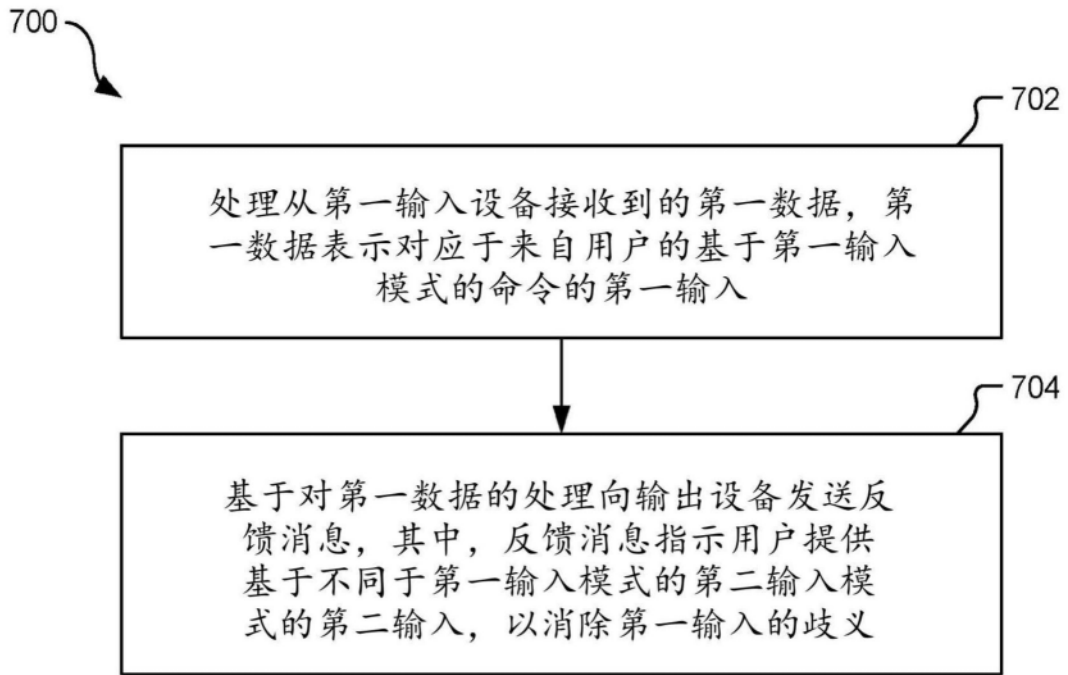 700
702
处理从第一输入设备接收到的第一数据，第
一数据表示对应于来自用户的基于第一输入
模式的命令的第一输入
704
基于对第一数据的处理向输出设备发送反
馈消息，其中，反馈消息指示用户提供
基于不同于第一输入模式的第二输入模
式的第二输入，以消除第一输入的歧义